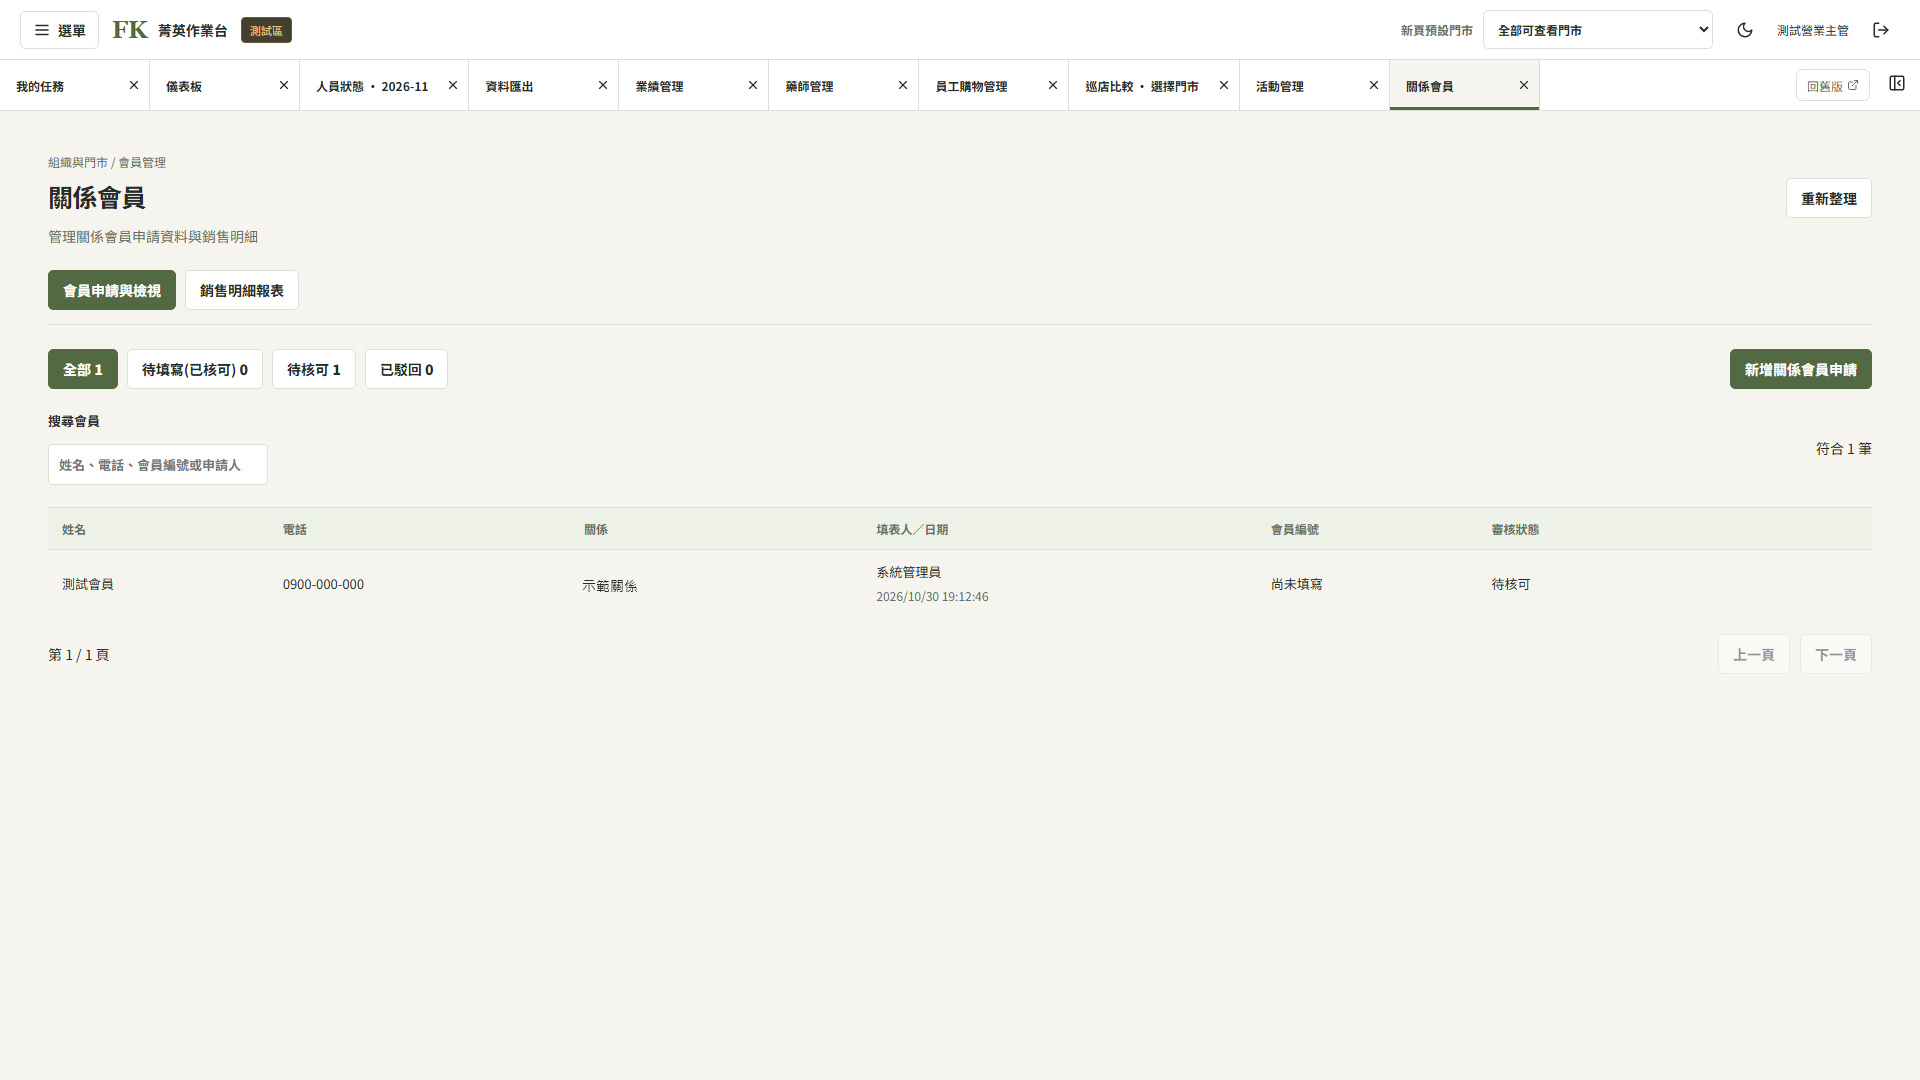 選單
FK 菁英作業台 測試區
新頁預設門市 全部可查看門市 測試營業主管
我的任務
儀表板
人員狀態 · 2026-11
資料匯出
業績管理
藥師管理
員工購物管理
巡店比較 · 選擇門市
活動管理
關係會員
回舊版
組織與門市 / 會員管理
關係會員
重新整理
管理關係會員申請資料與銷售明細
會員申請與檢視 銷售明細報表
全部 1 待填寫(已核可) 0 待核可 1 已駁回 0
新增關係會員申請
搜尋會員
姓名、電話、會員編號或申請人
符合 1 筆
姓名 電話 關係 填表人／日期 會員編號 審核狀態
測試會員 0900-000-000 示範關係 系統管理員 尚未填寫 待核可
2026/10/30 19:12:46
第 1 / 1 頁
上一頁 下一頁